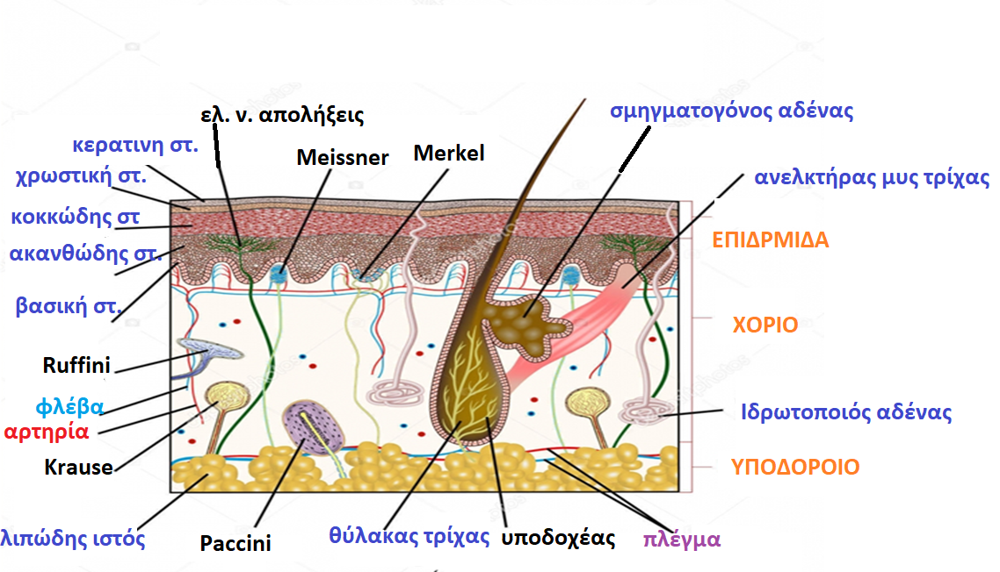 ελ. ν. απολήξεις
σμηγματογόνος αδένας
κερατινη στ.
Meissner
Merkel
χρωστική στ.
ανελκτήρας μυς τρίχας
κοκκώδης στ
ΕΠΙΔΡΜΙΔΑ
ακανθώδης στ.
βασική στ.
ΧΟΡΙΟ
Ruffini
φλέβα
Ιδρωτοποιός αδένας
αρτηρία
Krause
ΥΠΟΔΟΡΟΙΟ
λιπώδης ιστός
Paccini
θύλακας τρίχας
υποδοχέας
πλέγμα